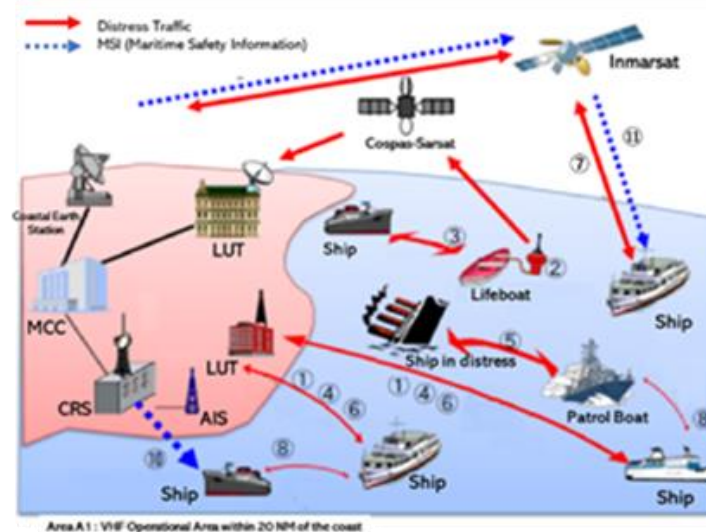 Distress Traffic
MSI (Maritime Safety Information)
Inmarsat
Cospas-Sarsat
⑪
⑦
Coastal Earth
Station
LUT
Ship
③
②
Lifeboat
MCC
Ship
LUT
Ship in distress
⑤
① ④ ⑥
① ④ ⑥
Patrol Boat
CRS
AIS
⑧
⑩
⑧
Ship
Ship
Ship
Area A1 : VHF Operational Area within 20 NM of the coast